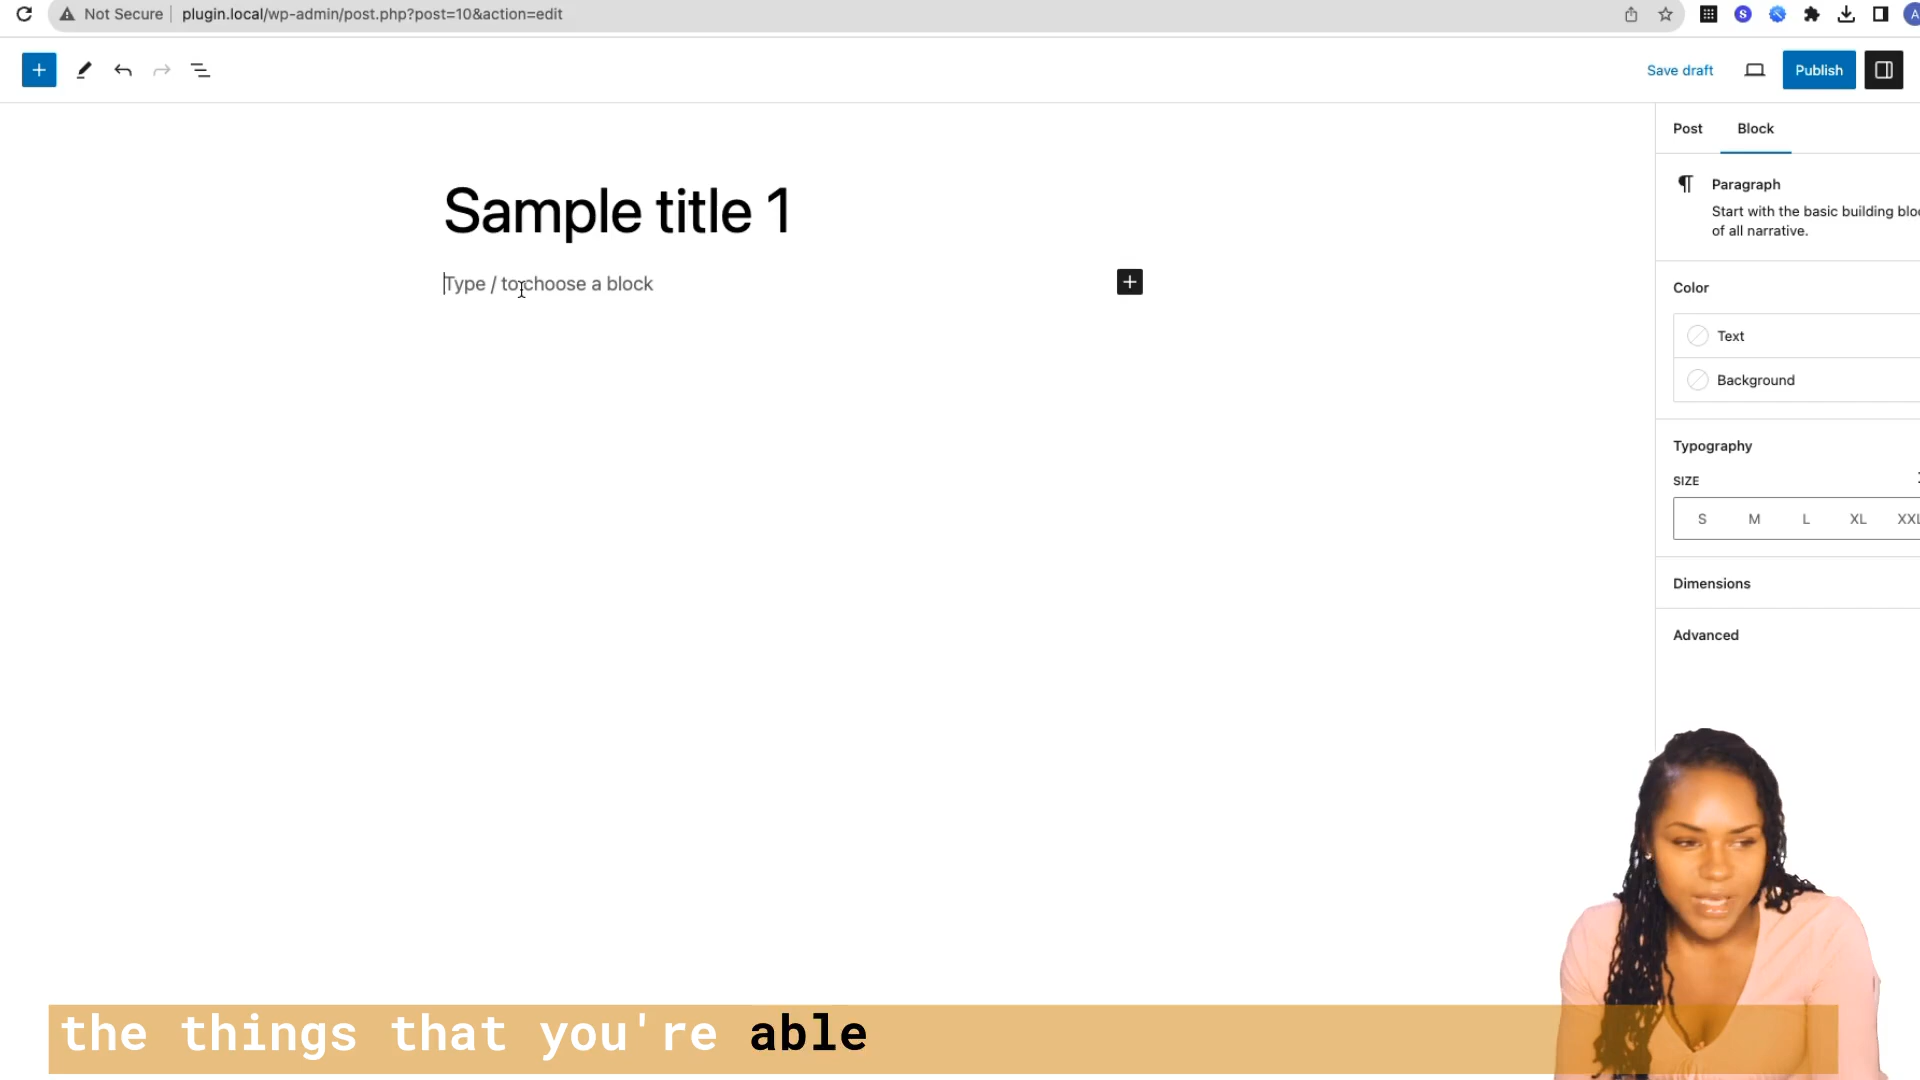 Not Secure plugin.local/wp-admin/post.php?post=10&action=edit
S
A
Save draft
Publish
Post Block
Sample title 1
Type / to choose a block
Paragraph
Start with the basic building bloc
of all narrative.
Color
Text
Background
Typography
SIZE
S M L XL XXL
Dimensions
Advanced
the things that you're able